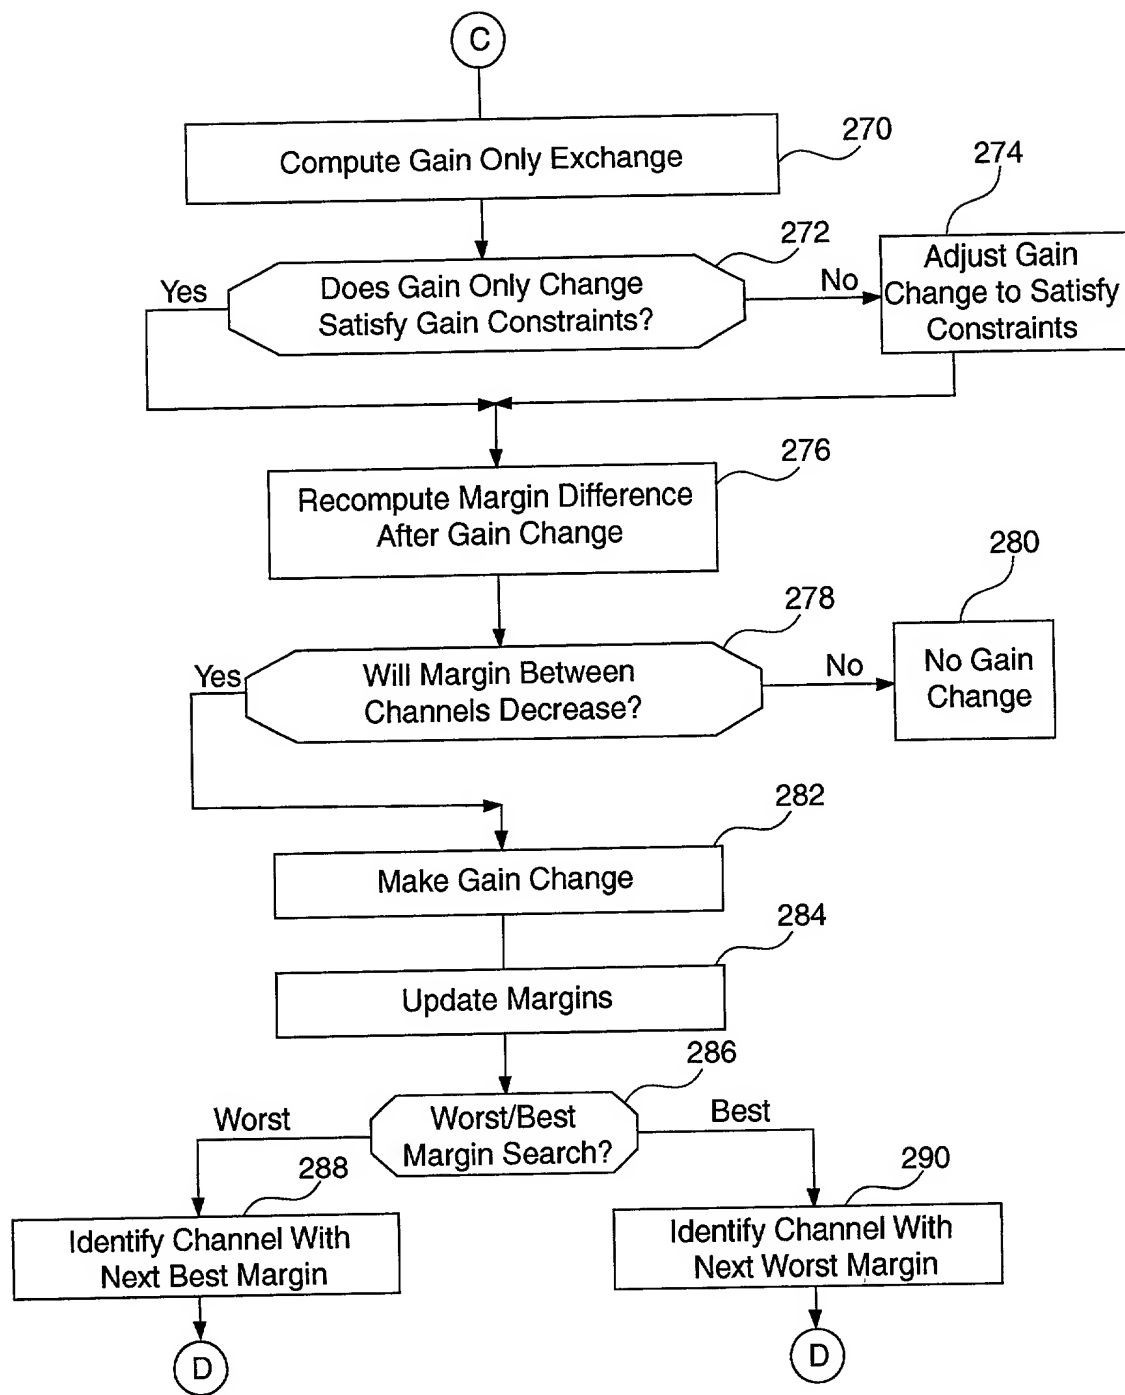 C
Compute Gain Only Exchange
270
274
272
Yes
Does Gain Only Change
Satisfy Gain Constraints?
No
Adjust Gain
Change to Satisfy
Constraints
276
Recompute Margin Difference
After Gain Change
280
278
Yes
Will Margin Between
Channels Decrease?
No
No Gain
Change
282
Make Gain Change
284
Update Margins
286
Worst
Worst/Best
Margin Search?
Best
288
290
Identify Channel With
Next Best Margin
Identify Channel With
Next Worst Margin
D
D